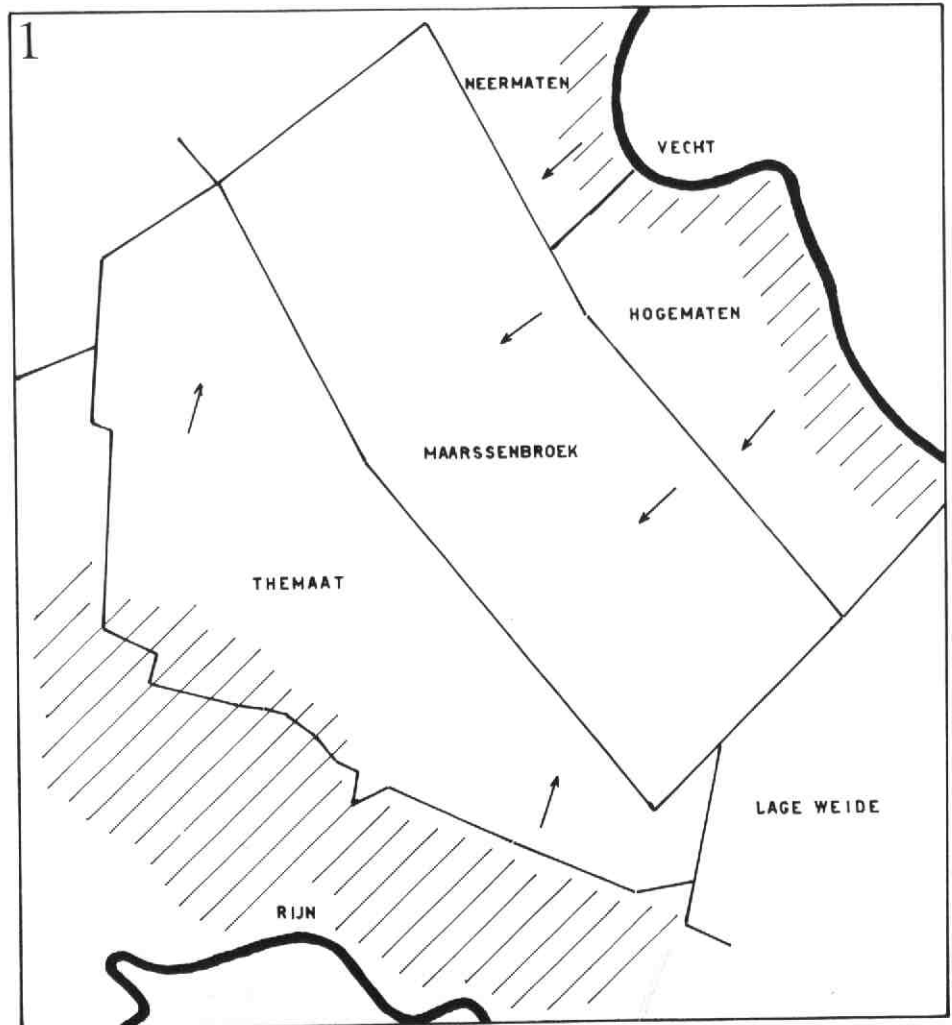 1
NEERMATEN
VECHT
HOGEMATEN
MAARSSENBROEK
THEMAAT
LAGE WEIDE
RIJN